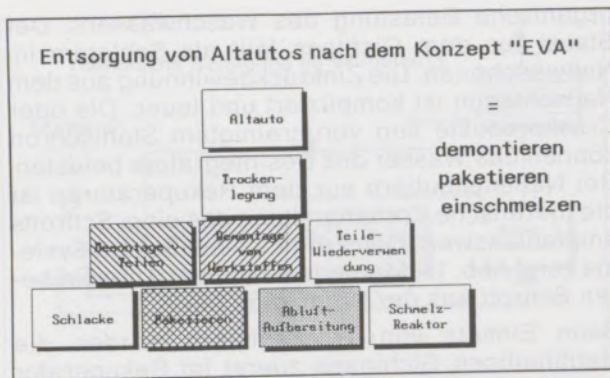 Entsorgung von Altautos nach dem Konzept "EVA"
Altauto
=
Trocken-
legung
demontieren
paketieren
einschmelzen
Demontage v.
Teilen
Demontage
von
Werkstoffen
Teile-
Wiederverwen
dung
Schlacke
Paketieren
Abluft-
Aufbereitung
Schmelz-
Reaktor